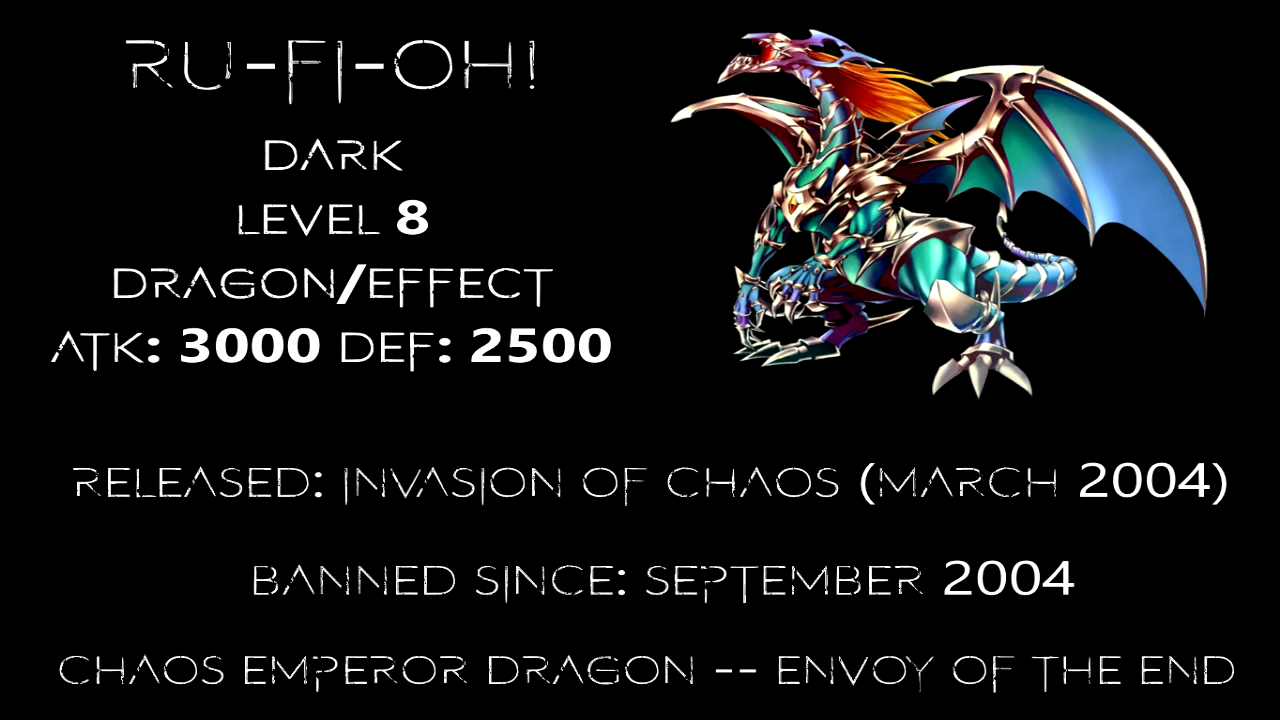 RU-FI-OH!
DARK
LEVEL 8
DRAGON/EFFECT
ATK: 3000 DEF: 2500
RELEASED: INVASION OF CHAOS (MARCH 2004)
BANNED SINCE: SEPTEMBER 2004
CHAOS EMPEROR DRAGON -- ENVOY OF THE END